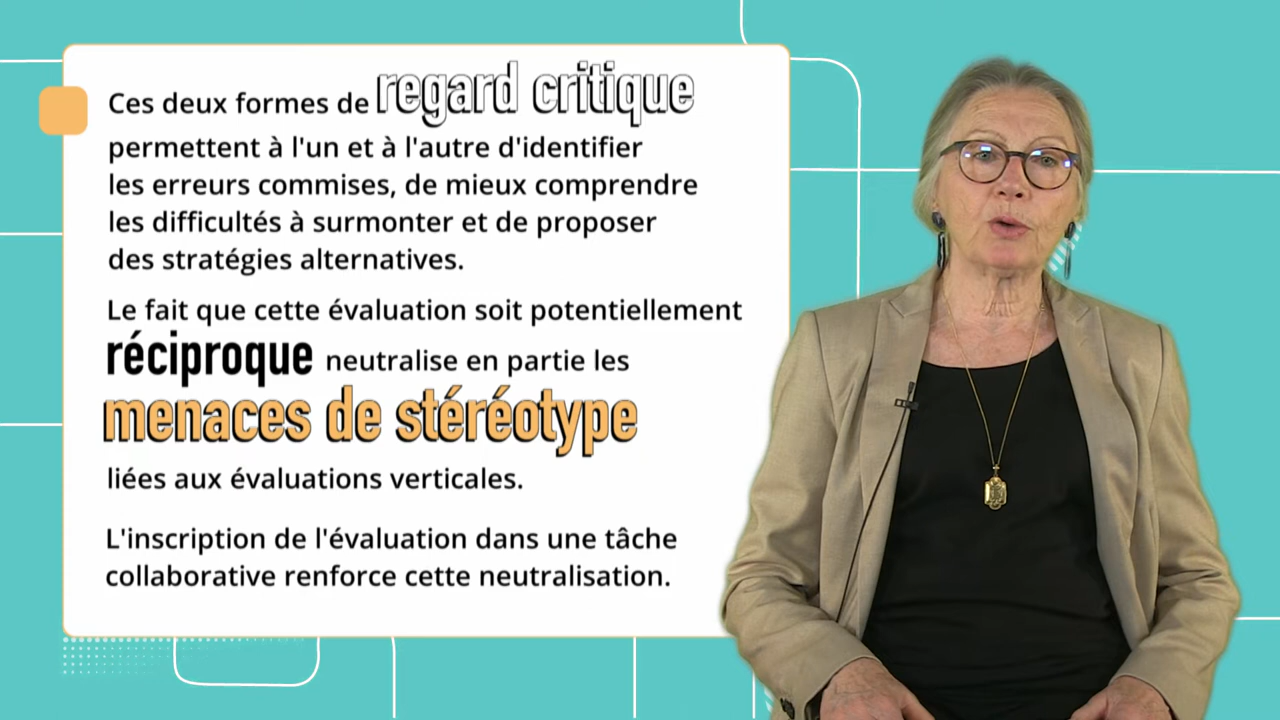 Ces deux formes de regard critique
permettent à l'un et à l'autre d'identifier
les erreurs commises, de mieux comprendre
les difficultés à surmonter et de proposer
des stratégies alternatives.
Le fait que cette évaluation soit potentiellement
réciproque neutralise en partie les
menaces de stéréotype
liées aux évaluations verticales.
L'inscription de l'évaluation dans une tâche
collaborative renforce cette neutralisation.